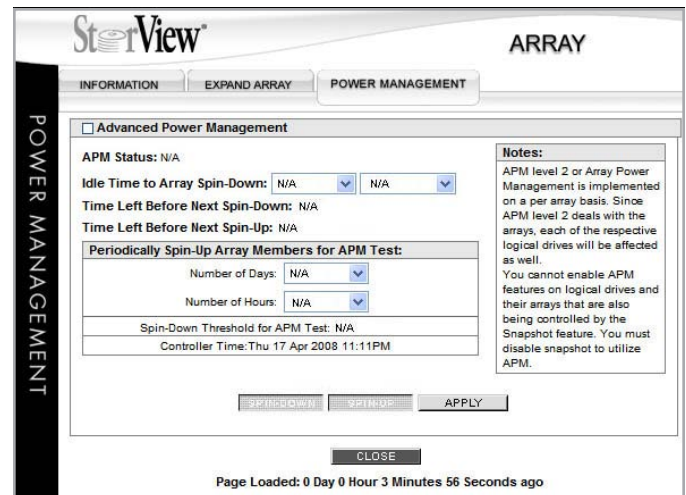 StorView
ARRAY
INFORMATION
EXPAND ARRAY
POWER MANAGEMENT
POWER MANAGEMENT
Advanced Power Management
APM Status: N/A
Idle Time to Array Spin-Down: N/A N/A
Time Left Before Next Spin-Down: N/A
Time Left Before Next Spin-Up: N/A
Periodically Spin-Up Array Members for APM Test:
Number of Days: N/A
Number of Hours: N/A
Spin-Down Threshold for APM Test: N/A
Controller Time:Thu 17 Apr 2008 11:11PM
Notes:
APM level 2 or Array Power
Management is implemented
on a per array basis. Since
APM level 2 deals with the
arrays, each of the respective
logical drives will be affected
as well.
You cannot enable APM
features on logical drives and
their arrays that are also
being controlled by the
Snapshot feature. You must
disable snapshot to utilize
APM.
SPIN-DOWN
SPIN-UP
APPLY
CLOSE
Page Loaded: 0 Day 0 Hour 3 Minutes 56 Seconds ago